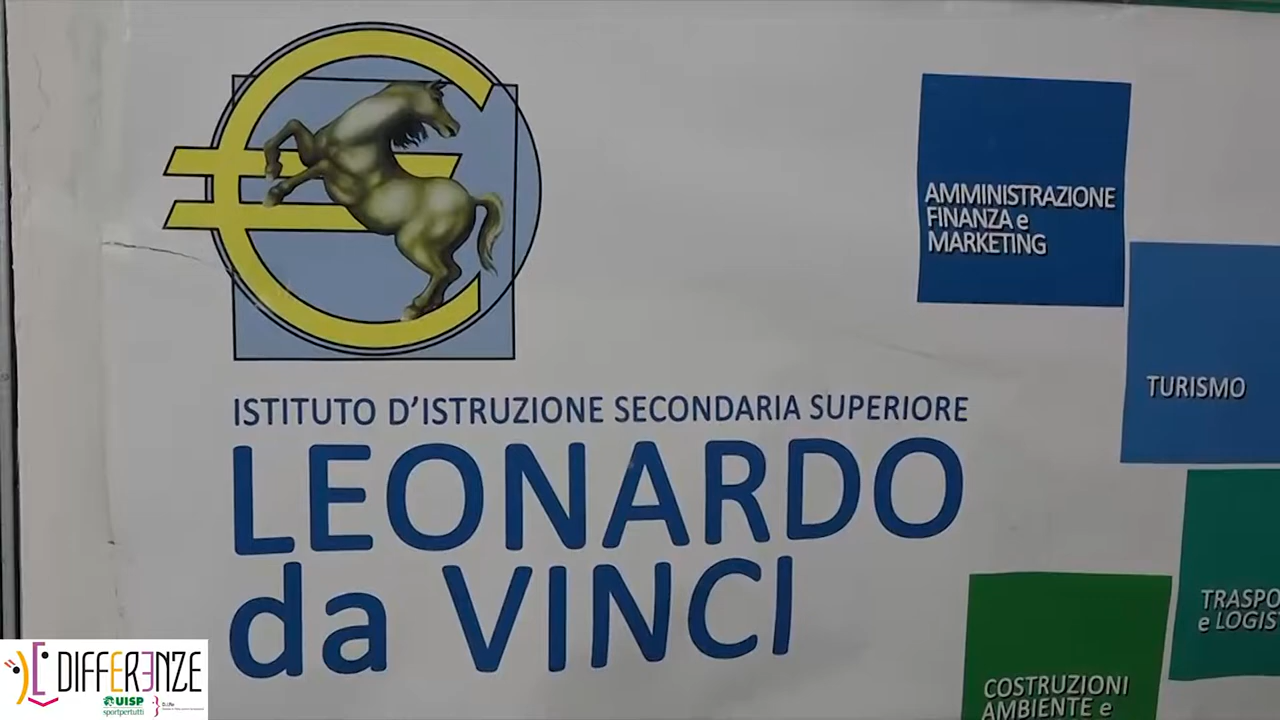 AMMINISTRAZIONE
FINANZA e
MARKETING
TURISMO
ISTITUTO D'ISTRUZIONE SECONDARIA SUPERIORE
LEONARDO
da VINCI
TRASPO
e LOGIS
COSTRUZIONI
AMBIENTE e
DIFFERENZE
UISP
sportpertutti